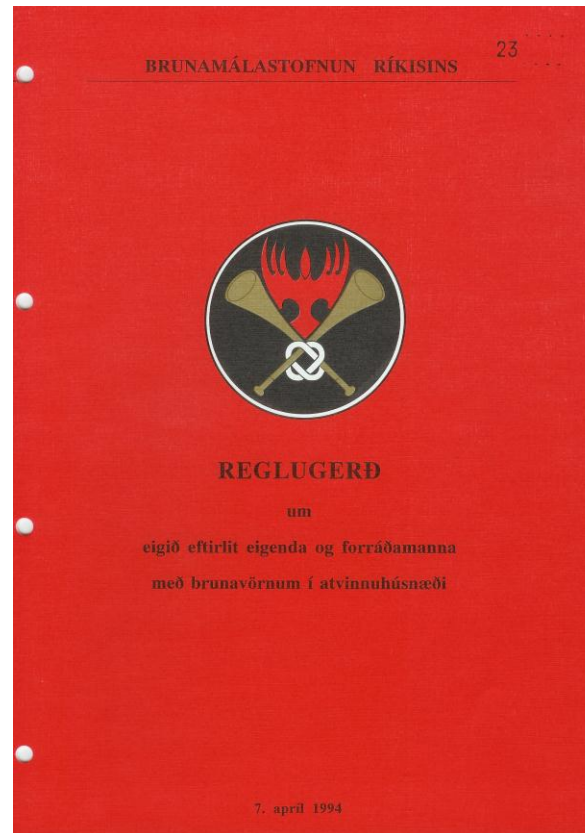 23
BRUNAMÁLASTOFNUN RÍKISINS
REGLUGERÐ
um
eigið eftirlit eigenda og forráðamanna
með brunavörnum í atvinnuhúsnæði
7. apríl 1994